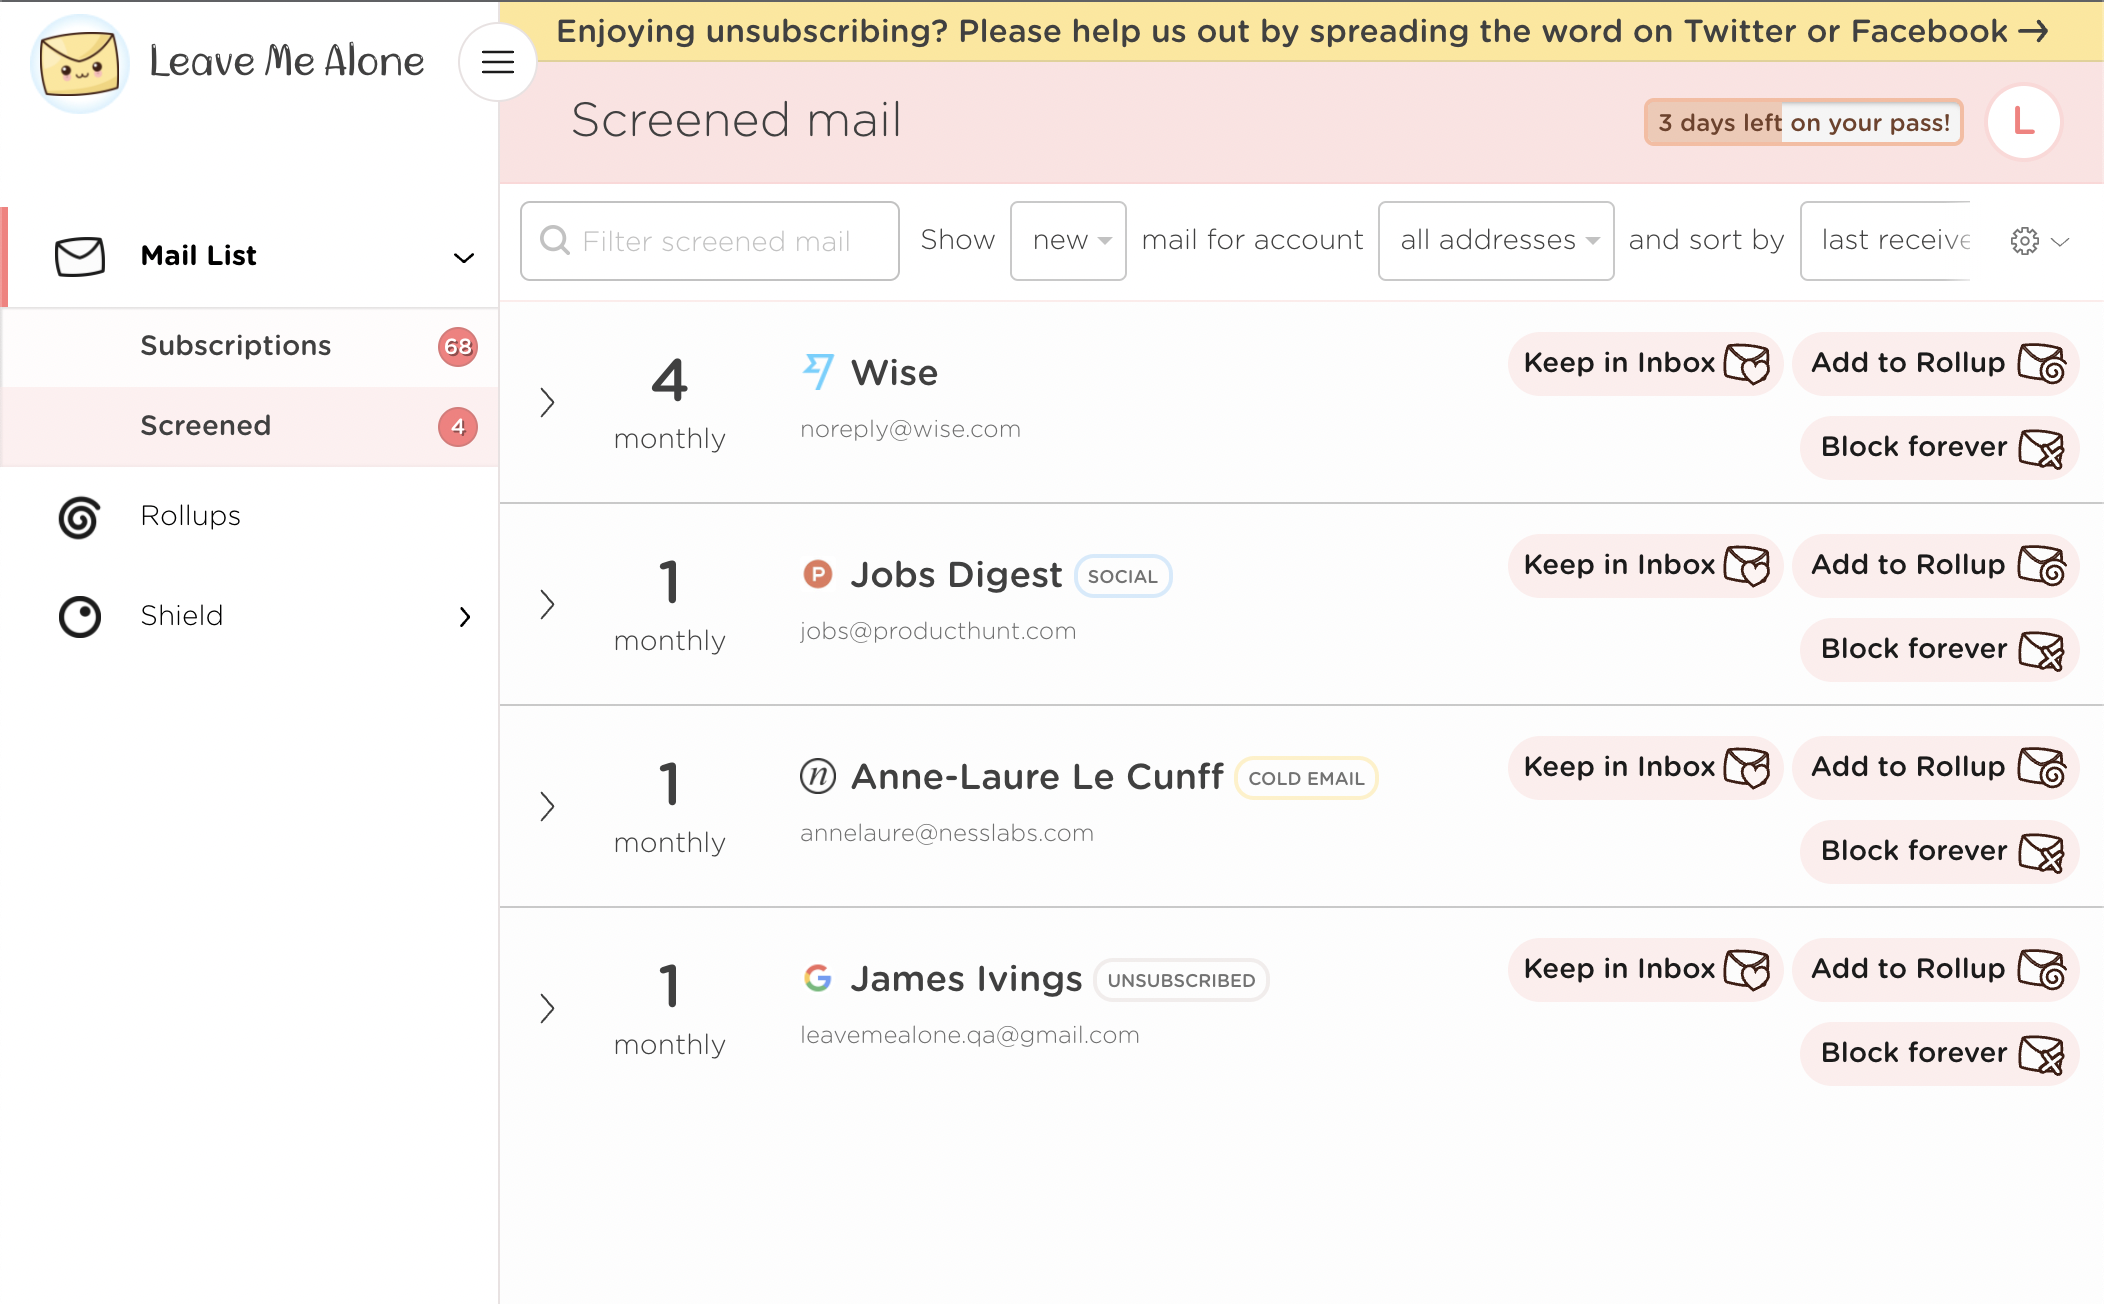 Leave Me Alone
Enjoying unsubscribing? Please help us out by spreading the word on Twitter or Facebook →
Screened mail
3 days left on your pass!
L
Mail List
Subscriptions 68
Screened 4
Rollups
Shield
Filter screened mail Show new mail for account all addresses and sort by last receive
4 monthly
Wise
noreply@wise.com
Keep in Inbox Add to Rollup
Block forever
1 monthly
P Jobs Digest SOCIAL
jobs@producthunt.com
Keep in Inbox Add to Rollup
Block forever
1 monthly
n Anne-Laure Le Cunff COLD EMAIL
annelaure@nesslabs.com
Keep in Inbox Add to Rollup
Block forever
1 monthly
G James Ivings UNSUBSCRIBED
leavemealone.qa@gmail.com
Keep in Inbox Add to Rollup
Block forever